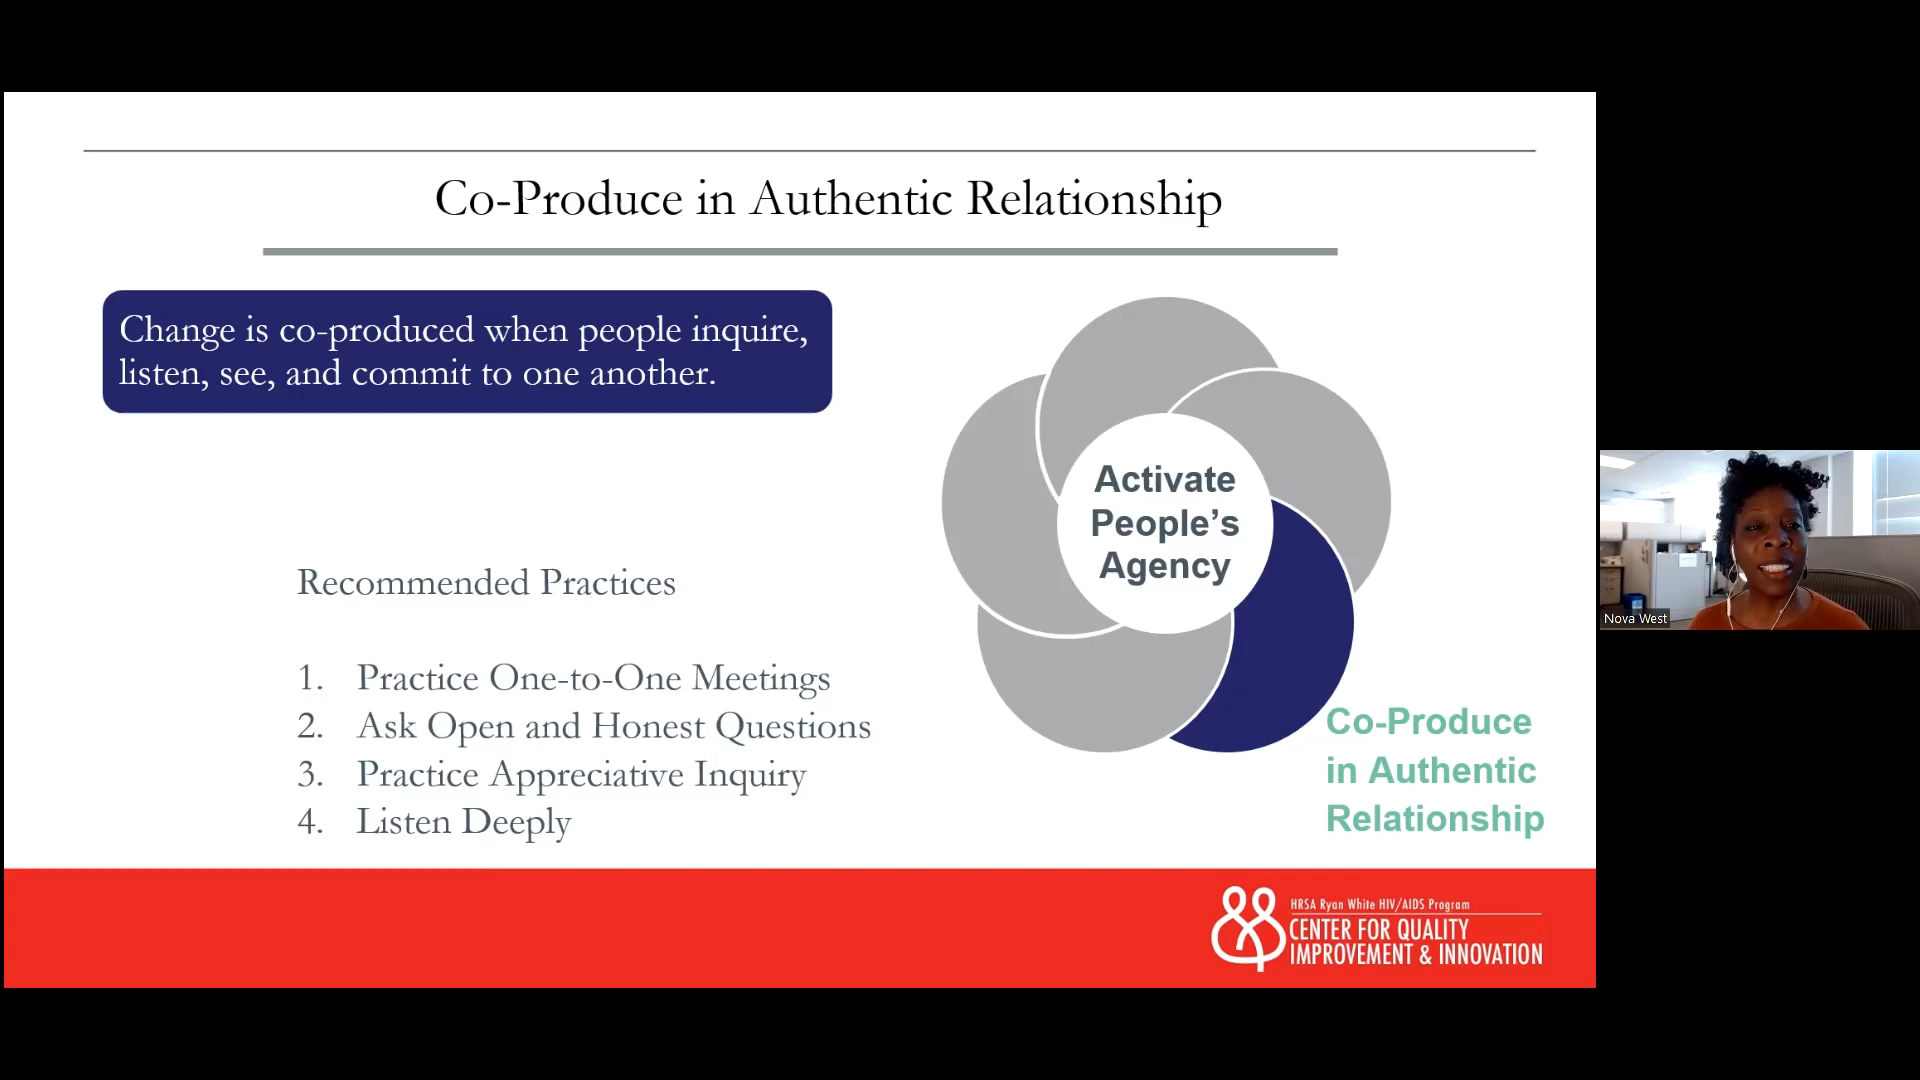 Co-Produce in Authentic Relationship
Change is co-produced when people inquire,
listen, see, and commit to one another.
Recommended Practices
1. Practice One-to-One Meetings
2. Ask Open and Honest Questions
3. Practice Appreciative Inquiry
4. Listen Deeply
Activate
People’s
Agency
Co-Produce
in Authentic
Relationship
HRSA Ryan White HIV/AIDS Program
CENTER FOR QUALITY
IMPROVEMENT & INNOVATION
Nova West